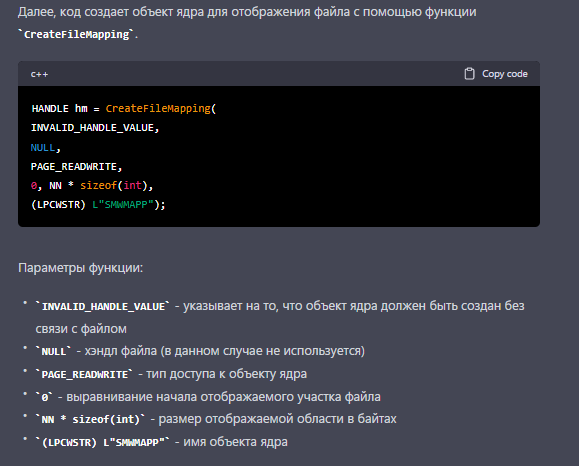 Далее, код создает объект ядра для отображения файла с помощью функции
`CreateFileMapping`.
c++
Copy code
HANDLE hm = CreateFileMapping(
INVALID_HANDLE_VALUE,
NULL,
PAGE_READWRITE,
0, NN * sizeof(int),
(LPCWSTR) L"SMWMAPP");
Параметры функции:
• `INVALID_HANDLE_VALUE` - указывает на то, что объект ядра должен быть создан без
связи с файлом
• `NULL` - хэндл файла (в данном случае не используется)
• `PAGE_READWRITE` - тип доступа к объекту ядра
• `0` - выравнивание начала отображаемого участка файла
• `NN * sizeof(int)` - размер отображаемой области в байтах
• `(LPCWSTR) L"SMWMAPP"` - имя объекта ядра